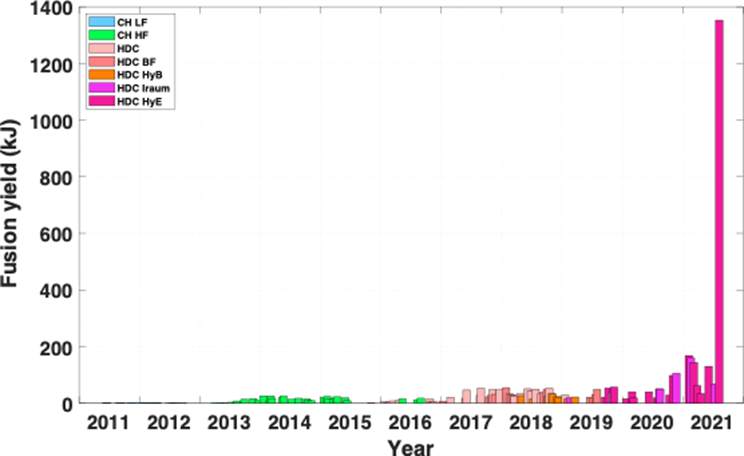 1400
1200
1000
800
600
400
200
0
Fusion yield (kJ)
CH LF
CH HF
HDC
HDC BF
HDC HyB
HDC Iraum
HDC HyE
2011 2012 2013 2014 2015 2016 2017 2018 2019 2020 2021
Year